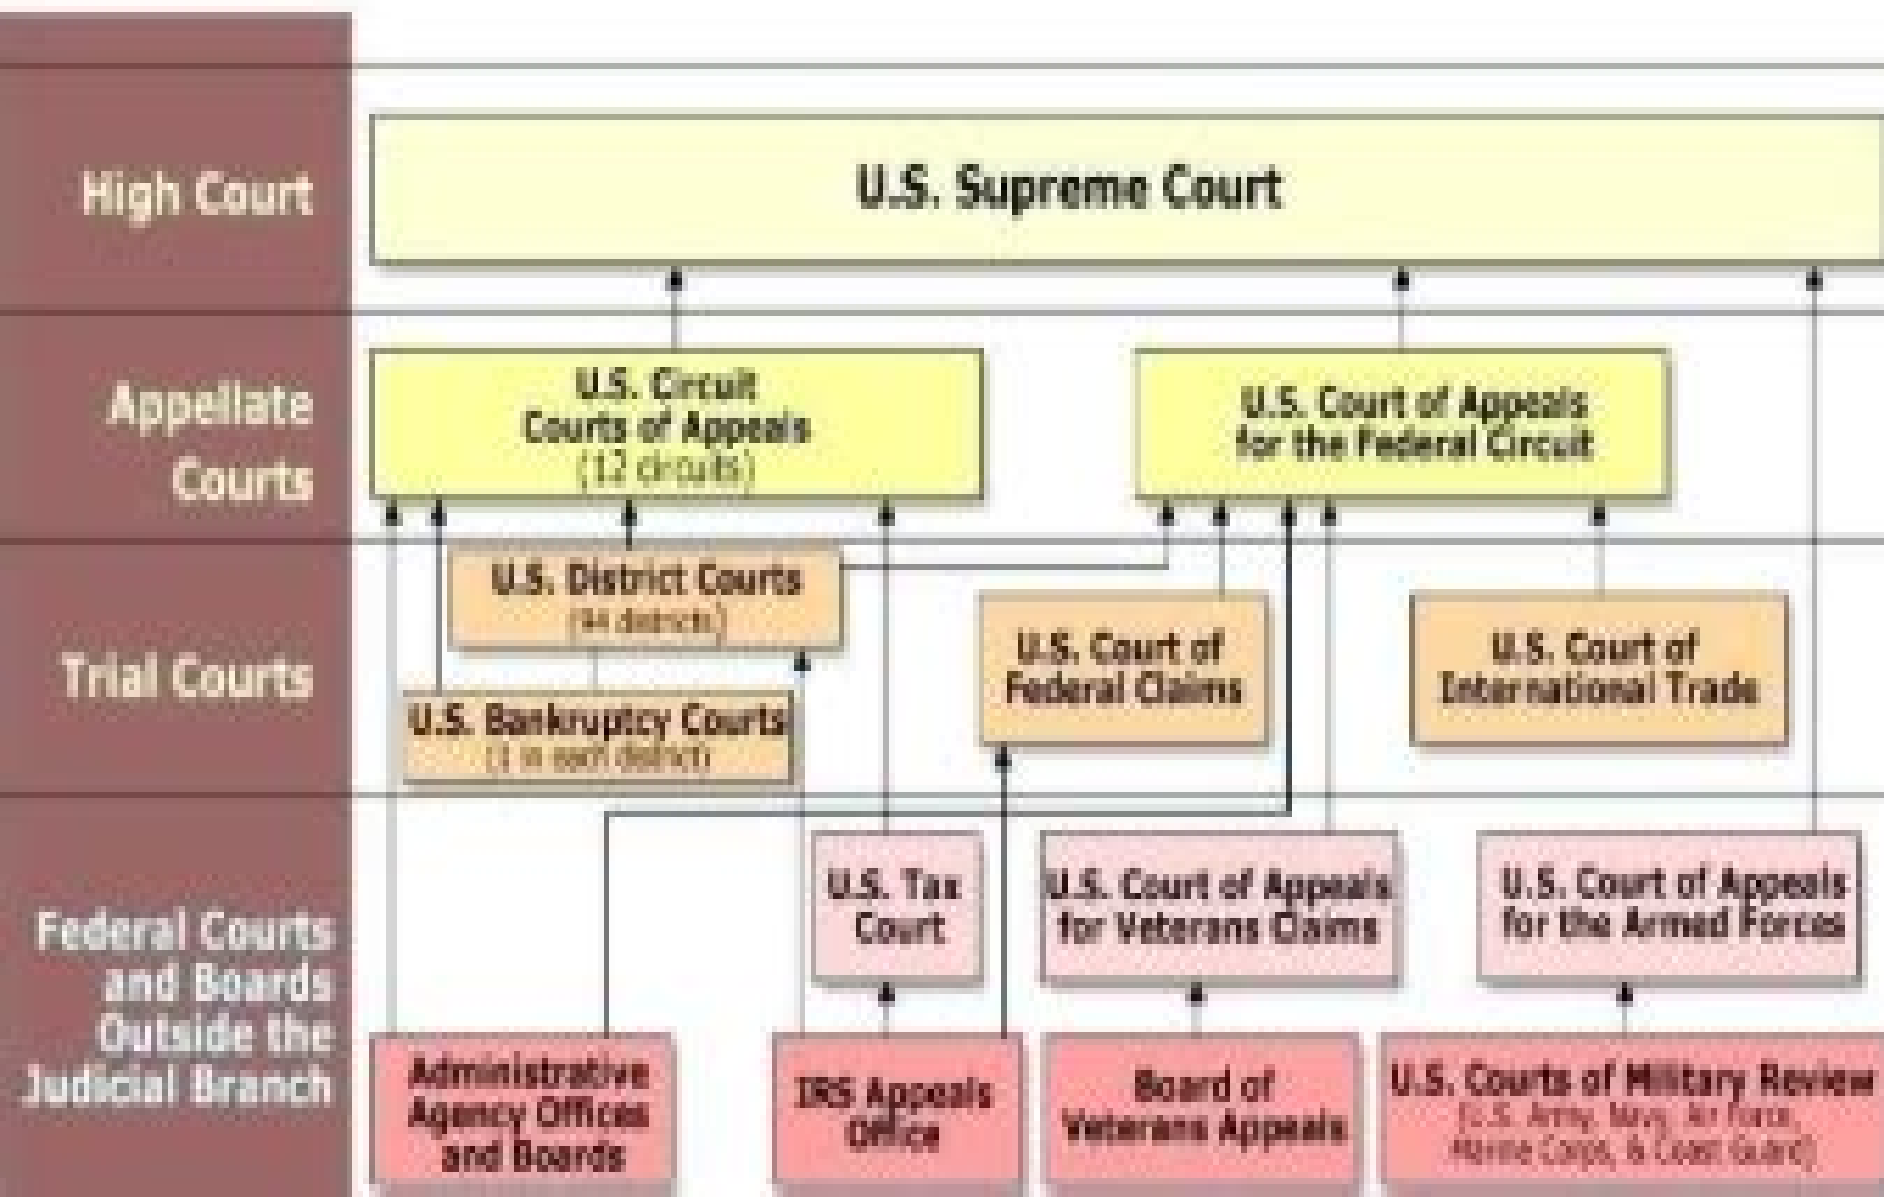 High Court
U.S. Supreme Court
Appellate
Courts
U.S. Circuit
Courts of Appeals
(12 circuits)
U.S. Court of Appeals
for the Federal Circuit
Trial Courts
U.S. District Courts
(94 districts)
U.S. Bankruptcy Courts
(1 in each district)
U.S. Court of
Federal Claims
U.S. Court of
International Trade
Federal Courts
and Boards
Outside the
Judicial Branch
U.S. Tax
Court
U.S. Court of Appeals
for Veterans Claims
U.S. Court of Appeals
for the Armed Forces
Administrative
Agency Offices
and Boards
IRS Appeals
Office
Board of
Veterans Appeals
U.S. Courts of Military Review
(U.S. Army, Navy, Air Force,
Marine Corps, & Coast Guard)